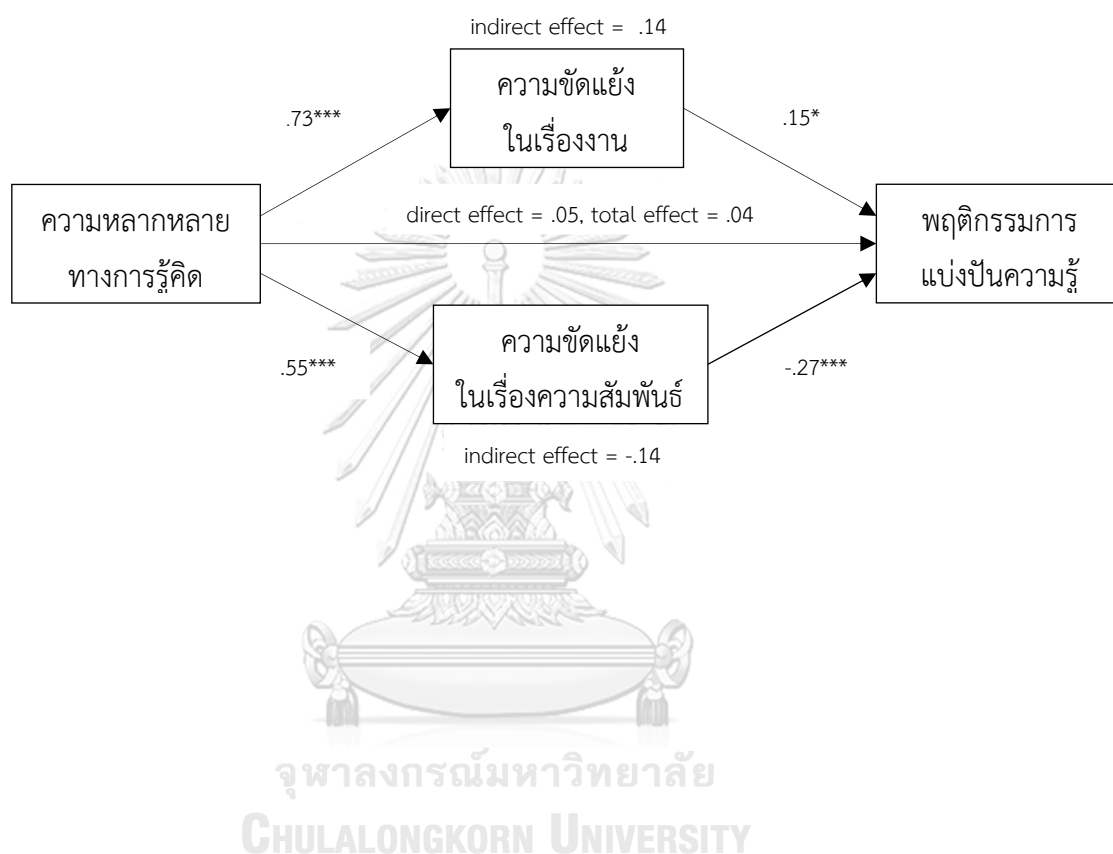 indirect effect = .14
ความขัดแย้ง
ในเรื่องงาน
.73***
.15*
ความหลากหลาย
ทางการรู้คิด
direct effect = .05, total effect = .04
พฤติกรรมการ
แบ่งปันความรู้
ความขัดแย้ง
ในเรื่องความสัมพันธ์
.55***
-.27***
indirect effect = -.14
จุฬาลงกรณ์มหาวิทยาลัย
CHULALONGKORN UNIVERSITY